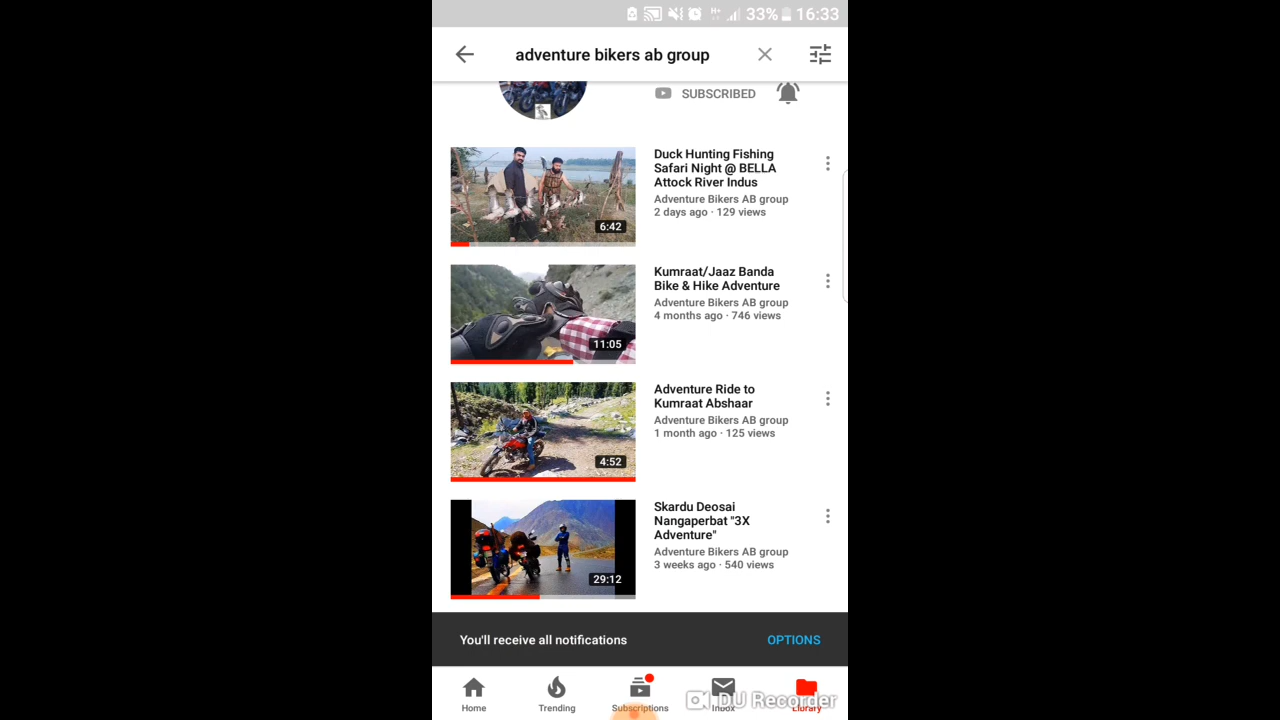 33% 16:33
adventure bikers ab group
SUBSCRIBED
Duck Hunting Fishing
Safari Night @ BELLA
Attock River Indus
Adventure Bikers AB group
2 days ago · 129 views
6:42
Kumraat/Jaaz Banda
Bike & Hike Adventure
Adventure Bikers AB group
4 months ago · 746 views
11:05
Adventure Ride to
Kumraat Abshaar
Adventure Bikers AB group
1 month ago · 125 views
4:52
Skardu Deosai
Nangaperbat "3X
Adventure"
Adventure Bikers AB group
3 weeks ago · 540 views
29:12
You'll receive all notifications OPTIONS
DU Recorder
Home Trending Subscriptions Inbox Library